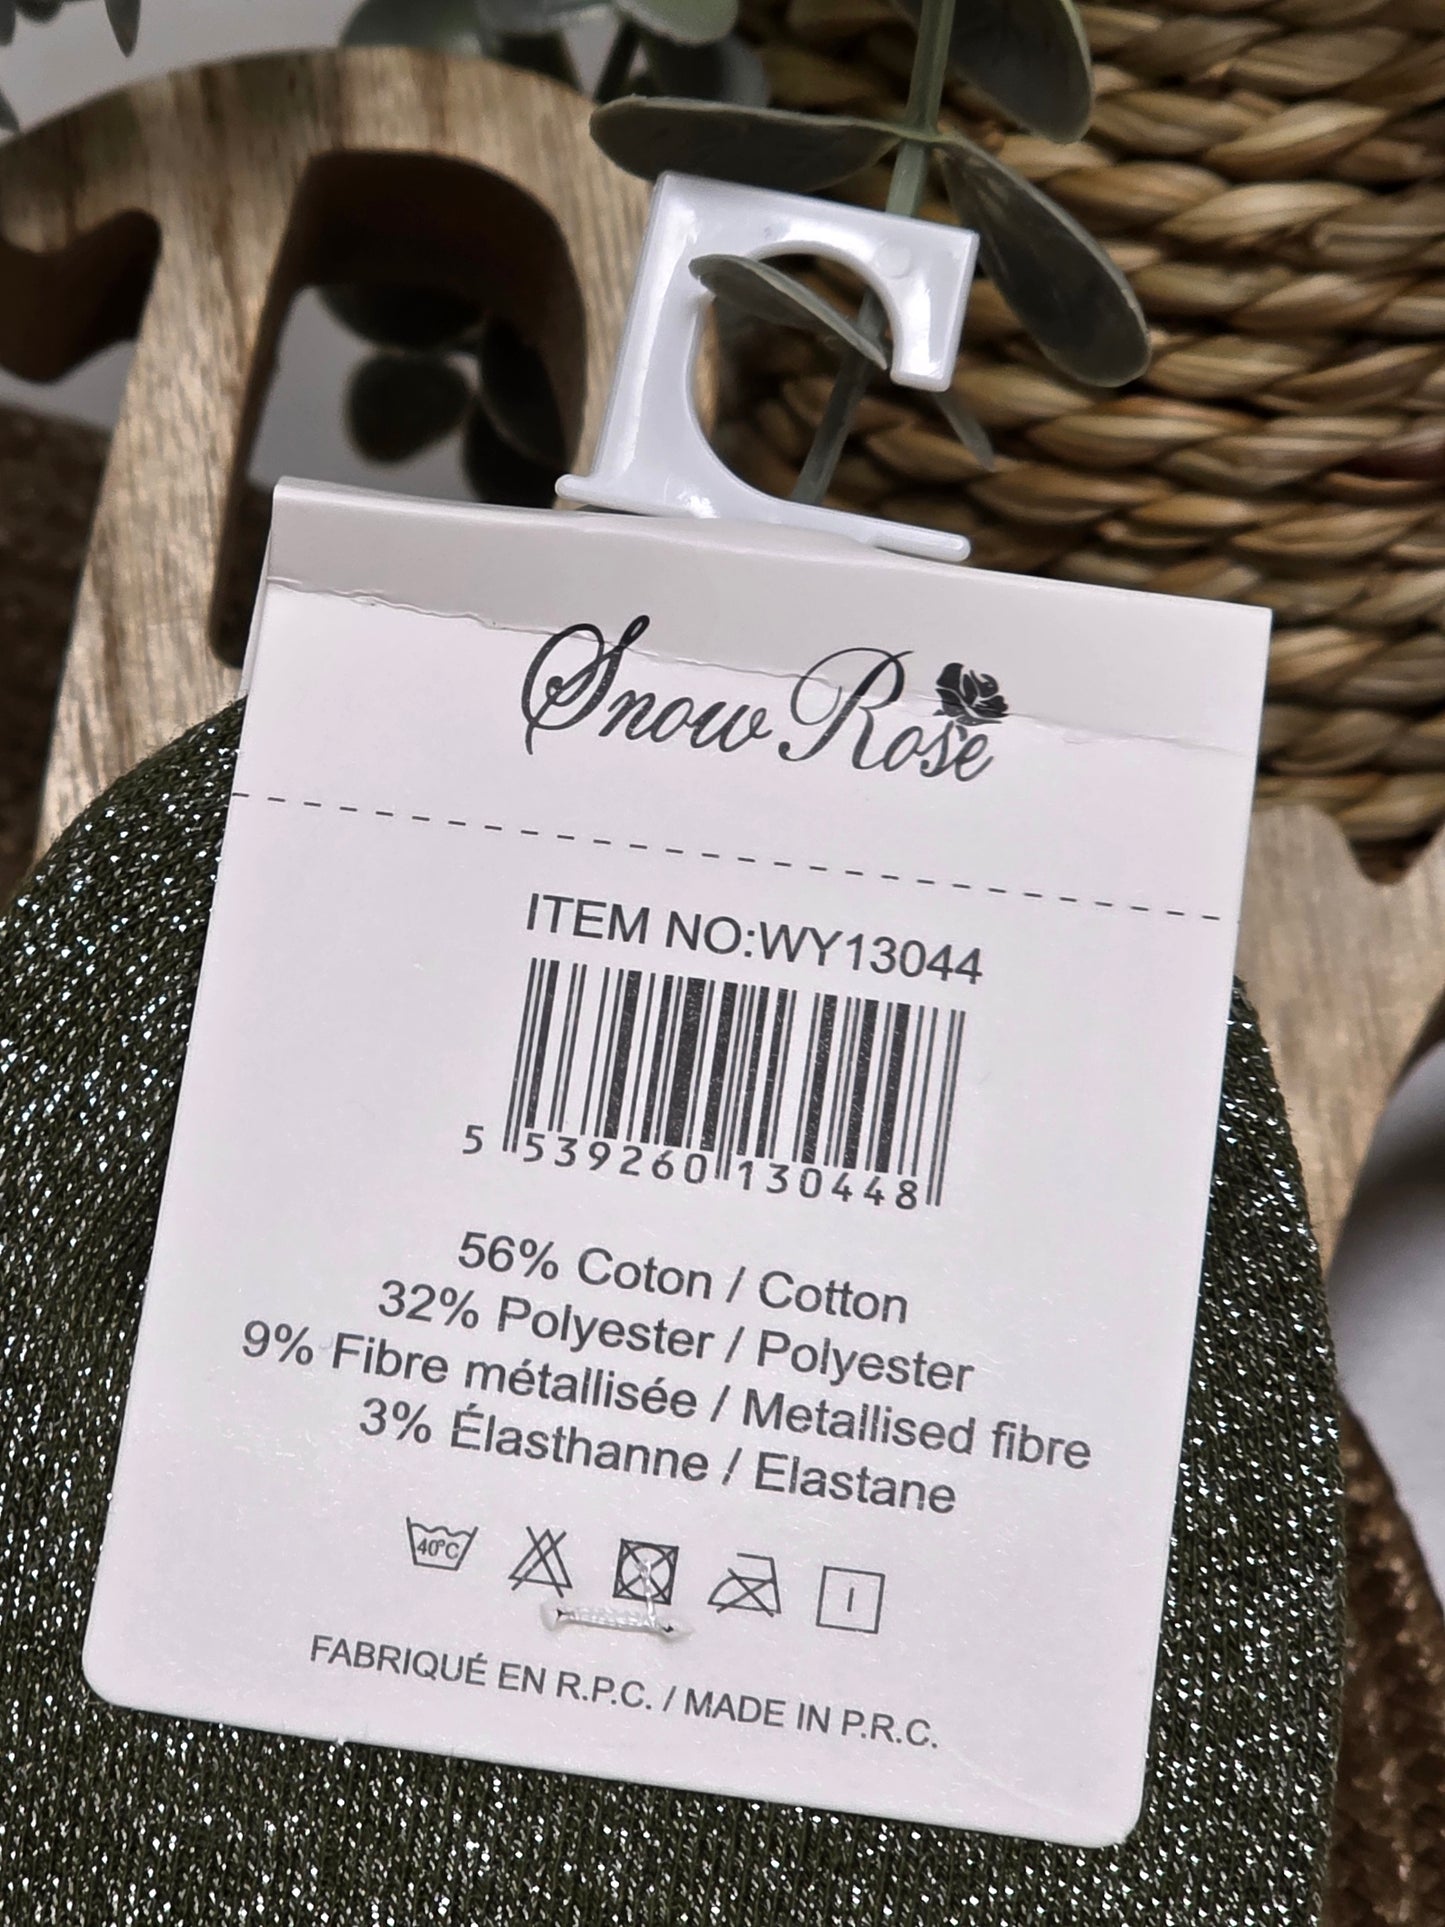 Snow Rose
ITEM NO:WY13044
5 539260 130448
56% Coton / Cotton
32% Polyester / Polyester
9% Fibre métallisée / Metallised fibre
3% Élasthanne / Elastane
40°C
FABRIQUÉ EN R.P.C. / MADE IN P.R.C.